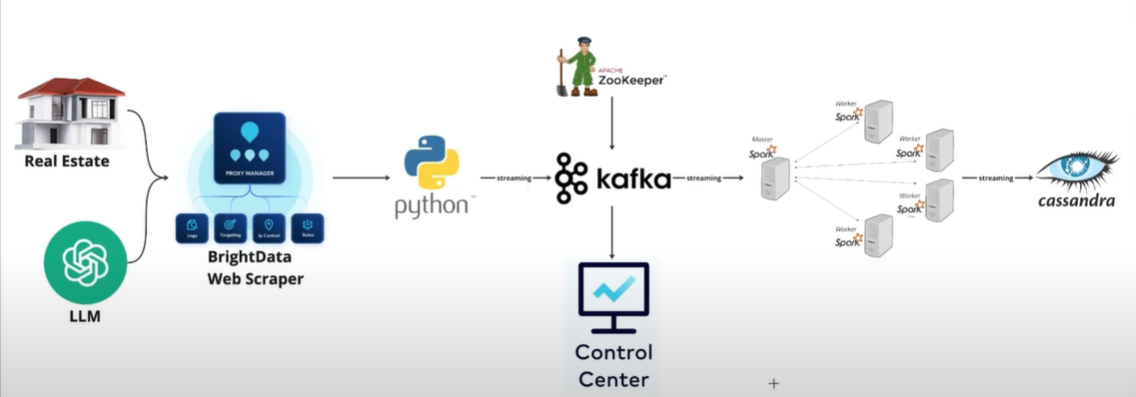 APACHE
ZooKeeper™
Real Estate
PROXY MANAGER
Logs
Targeting
Ip Control
Rules
BrightData
Web Scraper
LLM
python™
streaming
kafka
streaming
Master
Spark
Worker
Spark
Worker
Spark
Worker
Spark
Worker
Spark
streaming
cassandra
Control
Center